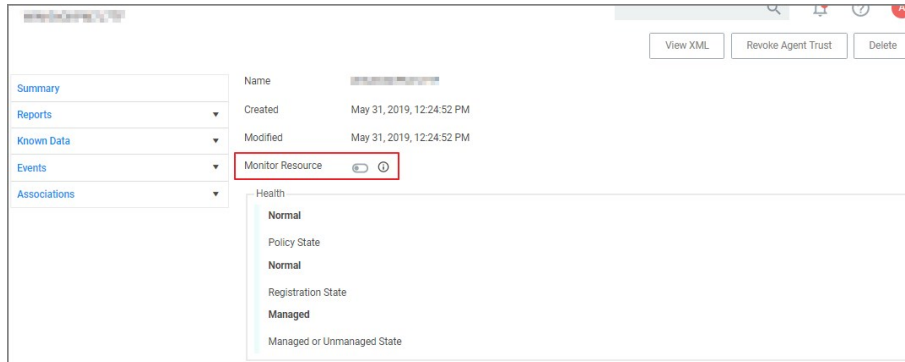 View XML Revoke Agent Trust Delete
Summary
Reports
Known Data
Events
Associations
Name
Created May 31, 2019, 12:24:52 PM
Modified May 31, 2019, 12:24:52 PM
Monitor Resource
Health
Normal
Policy State
Normal
Registration State
Managed
Managed or Unmanaged State